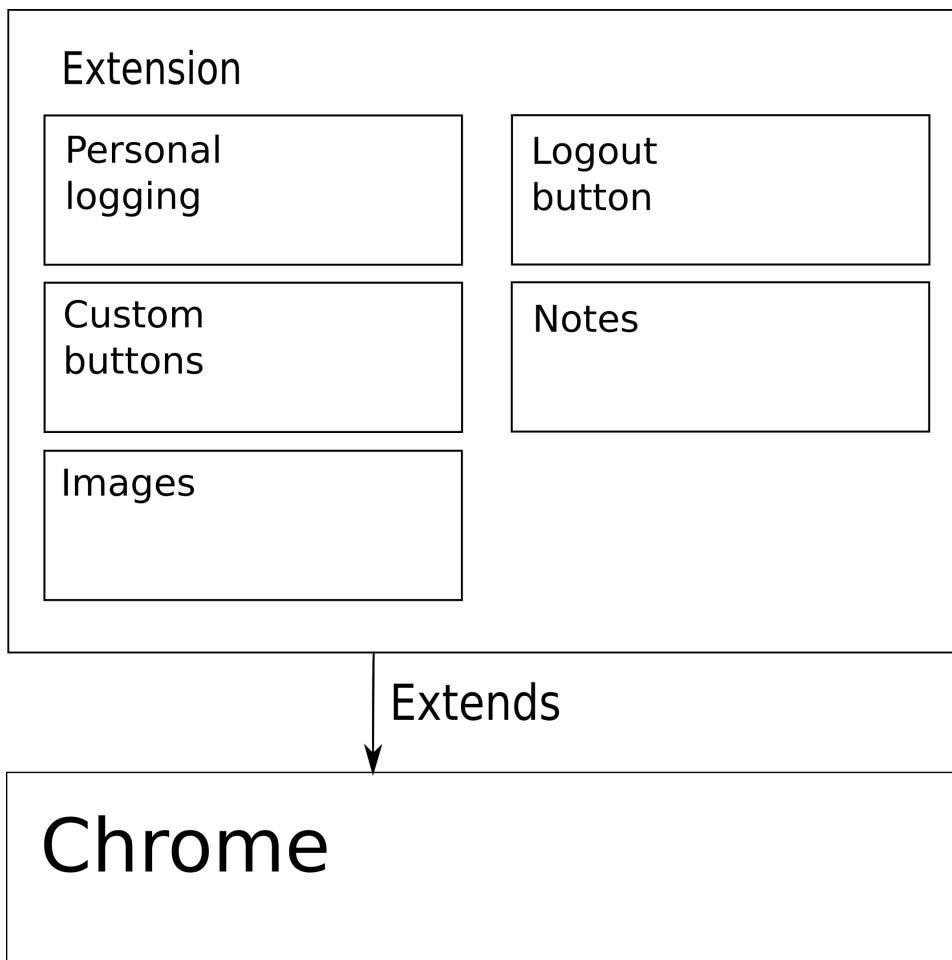 Extension
Personal
logging
Logout
button
Custom
buttons
Notes
Images
Extends
Chrome